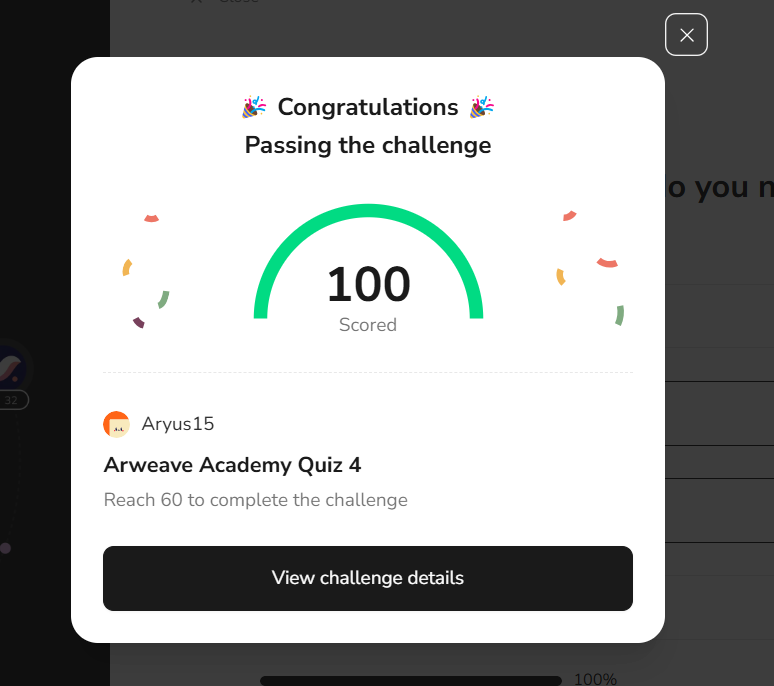 Close
🎉 Congratulations 🎉
Passing the challenge
o you n
100
Scored
32
Aryus15
Arweave Academy Quiz 4
Reach 60 to complete the challenge
View challenge details
100%